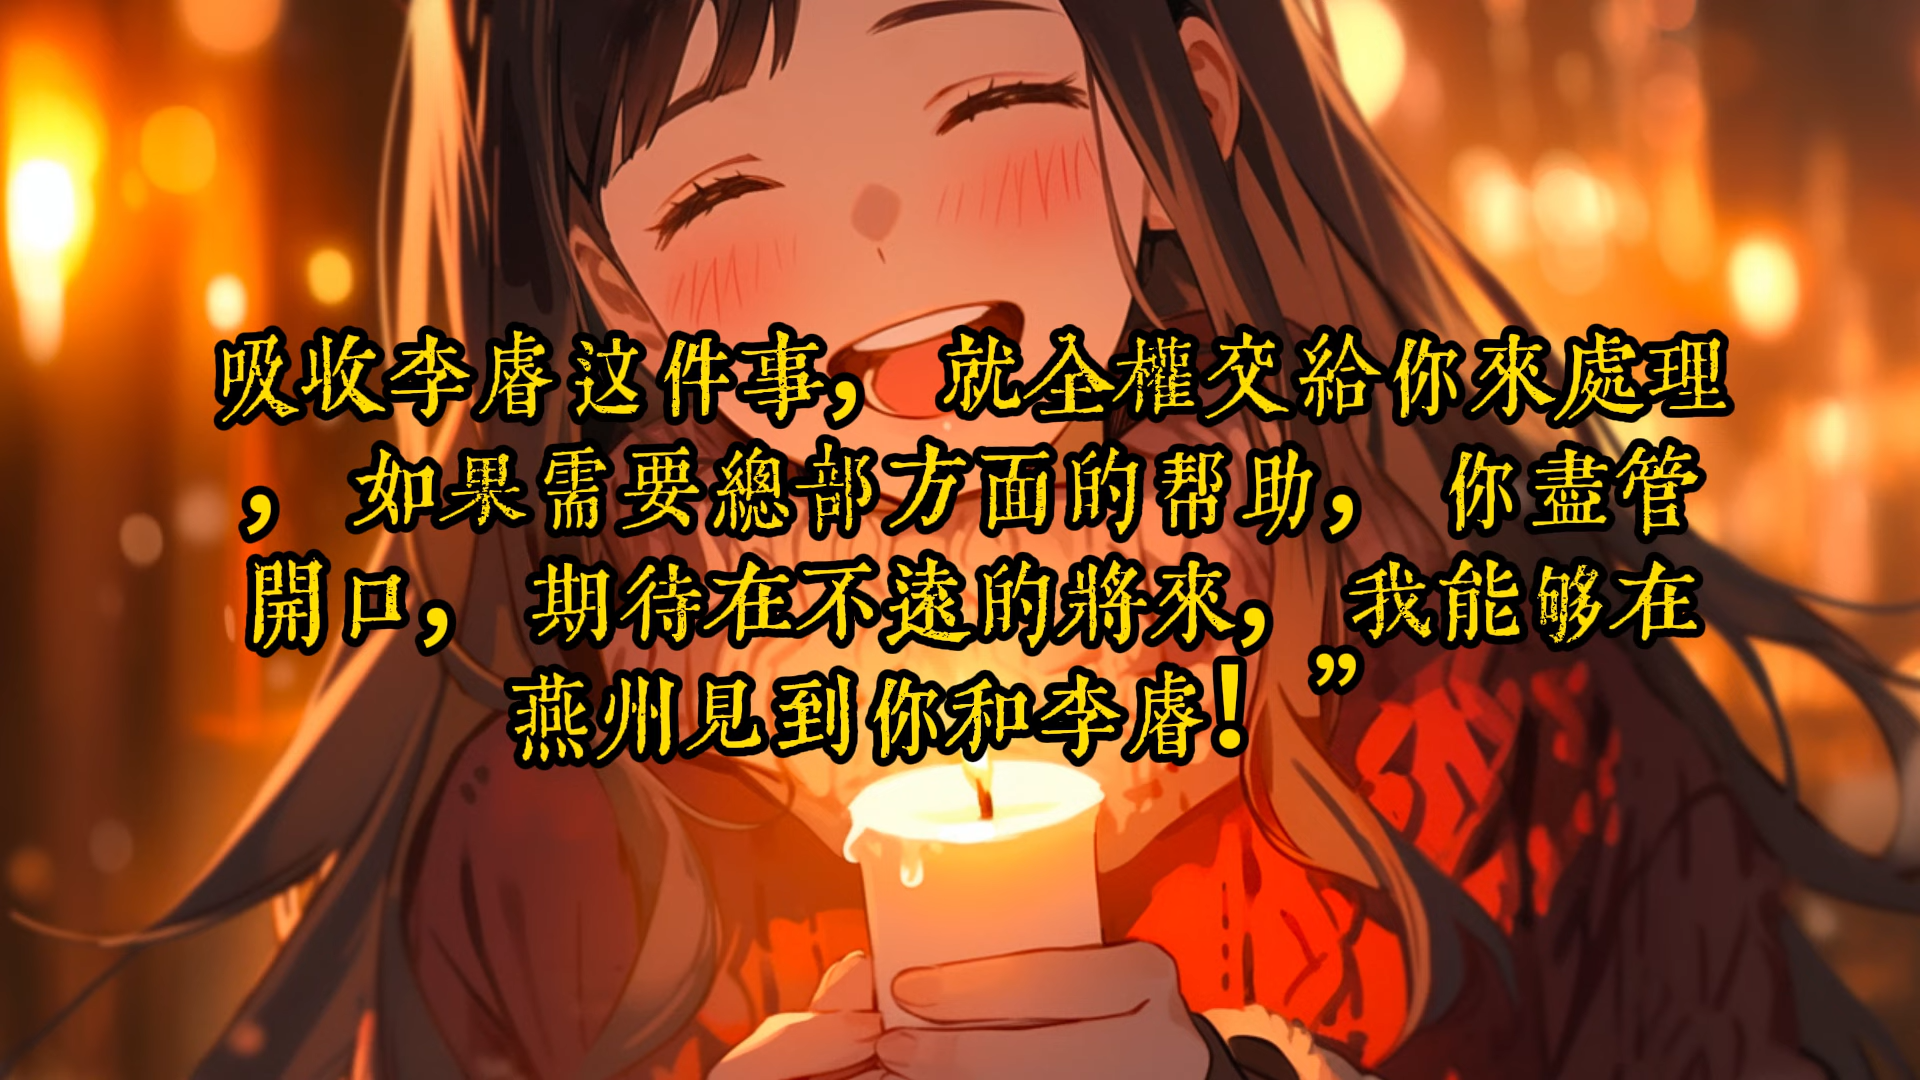 吸收李睿这件事, 就全權交給你來處理
, 如果需要總部方面的帮助, 你盡管
開口, 期待在不遠的將來, 我能够在
燕州見到你和李睿! ”